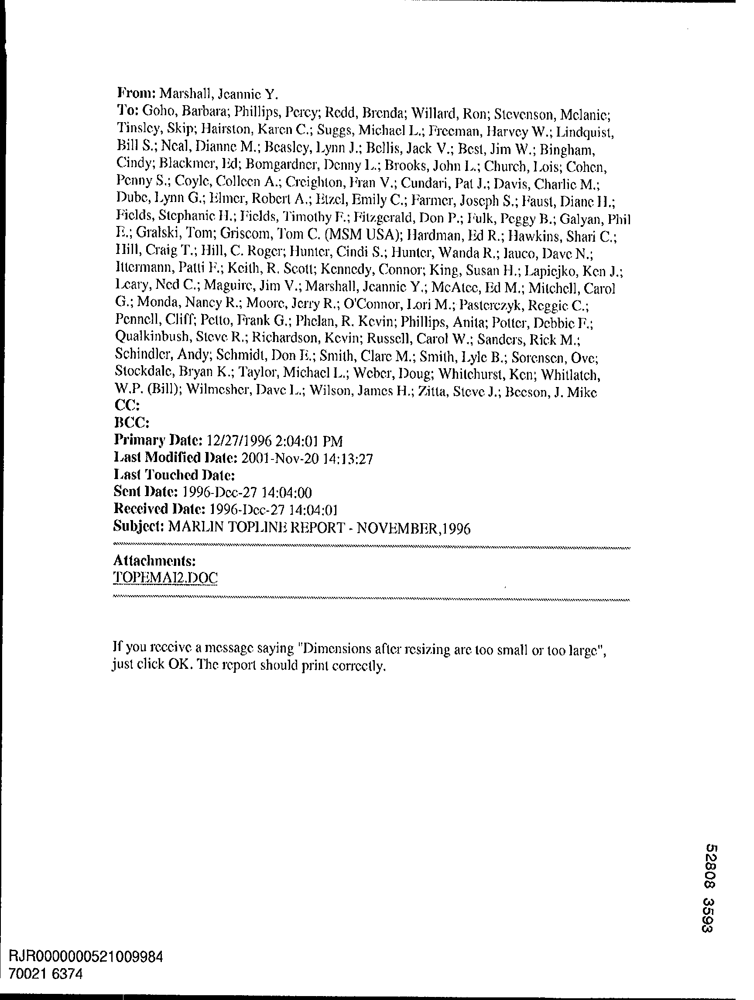 From: Marshall, Jeannie Y.
To: Goho, Barbara; Phillips, Percy; Redd, Brenda; Willard, Ron; Stevenson, Melanie;
Tinsley, Skip; Hairston, Karen C.; Suggs, Michael L.; Freeman, Harvey W.; Lindquist,
Bill S.; Neal, Dianne M.; Beasley, Lynn J.; Bellis, Jack V.; Best, Jim W.; Bingham,
Cindy; Blackmer, Ed; Bomgardner, Denny L.; Brooks, John L.; Church, Lois; Cohen,
Penny S.; Coyle, Colleen A.; Creighton, Fran V.; Cundari, Pat J.; Davis, Charlie M.;
Dube, Lynn G.; Elmer, Robert A.; Etzel, Emily C.; Farmer, Joseph S.; Faust, Diane H.;
Fields, Stephanie H.; Fields, Timothy F.; Fitzgerald, Don P.; Fulk, Peggy B.; Galyan, Phil
E.; Gralski, Tom; Griscom, Tom C. (MSM USA); Hardman, Ed R.; Hawkins, Shari C.;
Hill, Craig T.; Hill, C. Roger; Hunter, Cindi S.; Hunter, Wanda R.; Iauco, Dave N.;
Ittermann, Patti F.; Keith, R. Scott; Kennedy, Connor; King, Susan H.; Lapiejko, Ken J.;
Leary, Ned C.; Maguire, Jim V.; Marshall, Jeannie Y.; McAtee, Ed M.; Mitchell, Carol
G.; Monda, Nancy R.; Moore, Jerry R.; O'Connor, Lori M.; Pasterczyk, Reggie C.;
Pennell, Cliff; Petto, Frank G.; Phelan, R. Kevin; Phillips, Anita; Potter, Debbie F.;
Qualkinbush, Steve R.; Richardson, Kevin; Russell, Carol W.; Sanders, Rick M.;
Schindler, Andy; Schmidt, Don E.; Smith, Clare M.; Smith, Lyle B.; Sorensen, Ove;
Stockdale, Bryan K.; Taylor, Michael L.; Weber, Doug; Whitehurst, Ken; Whitlatch,
W.P. (Bill); Wilmesher, Dave L.; Wilson, James H.; Zitta, Steve J.; Beeson, J. Mike
CC:
BCC:
Primary Date: 12/27/1996 2:04:01 PM
Last Modified Date: 2001-Nov-20 14:13:27
Last Touched Date:
Sent Date: 1996-Dec-27 14:04:00
Received Date: 1996-Dec-27 14:04:01
Subject: MARLIN TOPLINE REPORT - NOVEMBER,1996
Attachments:
TOPEMAI2.DOC
If you receive a message saying "Dimensions after resizing are too small or too large",
just click OK. The report should print correctly.
52808 3593
RJR0000000521009984
70021 6374